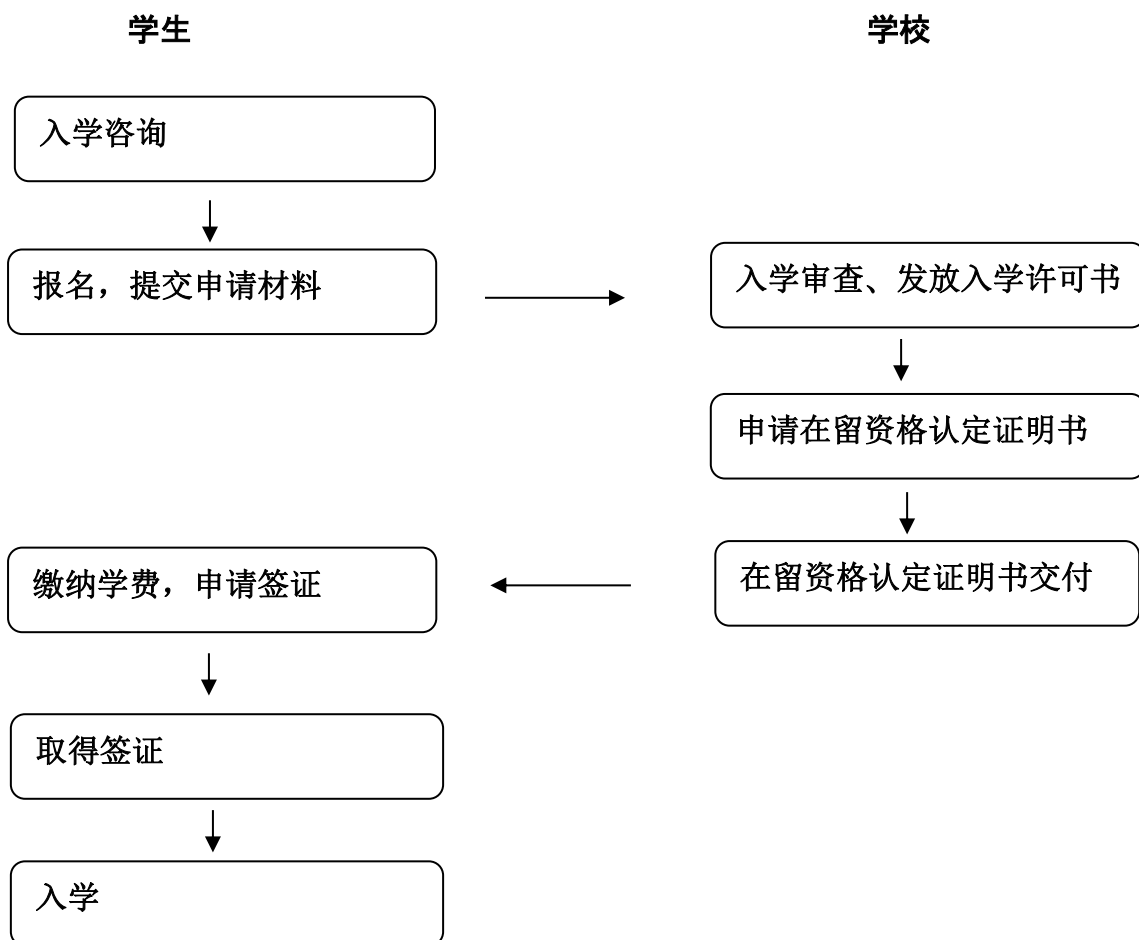 学生
学校
入学咨询
报名，提交申请材料
入学审查、发放入学许可书
申请在留资格认定证明书
在留资格认定证明书交付
缴纳学费，申请签证
取得签证
入学